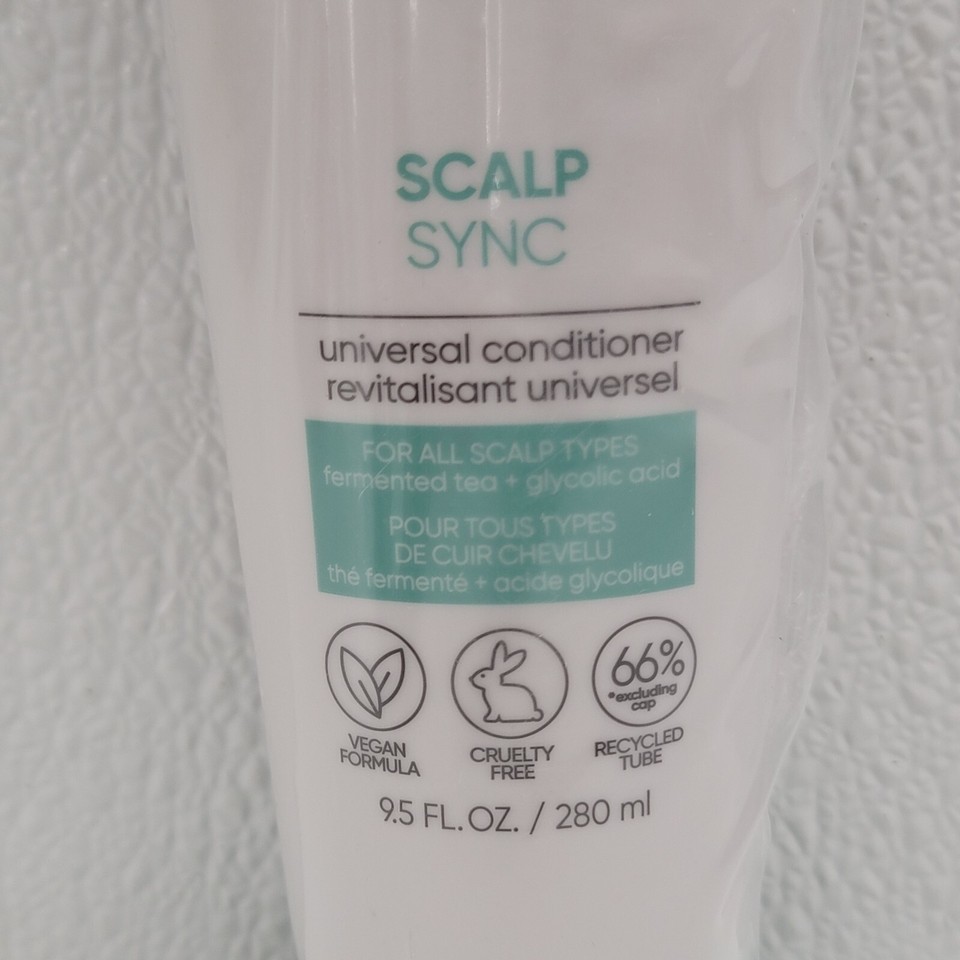 SCALP
SYNC
universal conditioner
revitalisant universel
FOR ALL SCALP TYPES
fermented tea + glycolic acid
POUR TOUS TYPES
DE CUIR CHEVELU
thé fermenté + acide glycolique
66%
*excluding
cap
VEGAN
FORMULA
CRUELTY
FREE
RECYCLED
TUBE
9.5 FL.OZ. / 280 ml